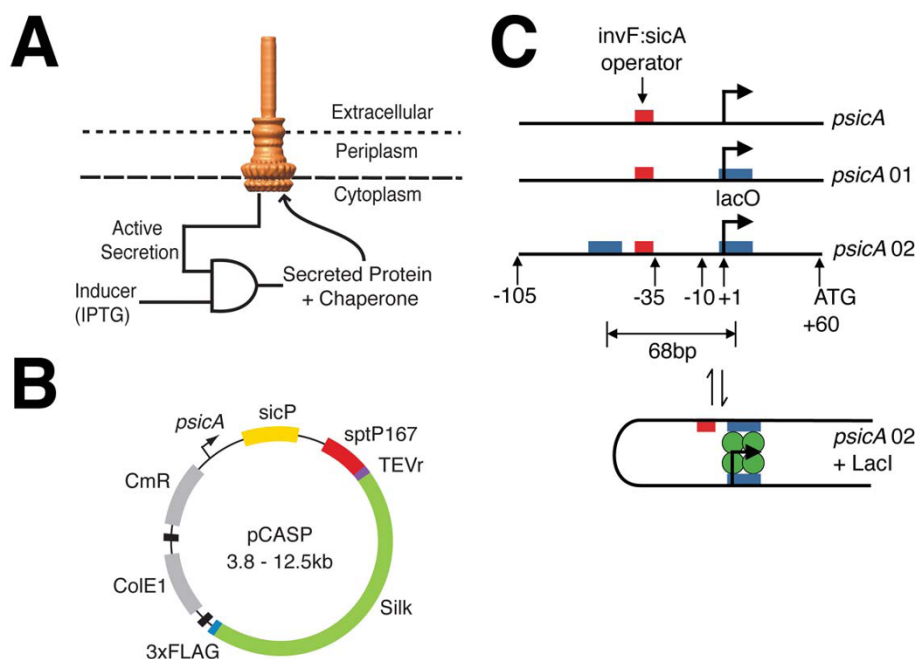 A
Extracellular
Periplasm
Cytoplasm
Active
Secretion
Inducer
(IPTG)
Secreted Protein
+ Chaperone
B
psicA
sicP
sptP167
TEVr
CmR
pCASP
3.8 - 12.5kb
ColE1
Silk
3xFLAG
C
invF:sicA
operator
psicA
psicA 01
lacO
psicA 02
-105
-35
-10
+1
ATG
+60
68bp
psicA 02
+ LacI